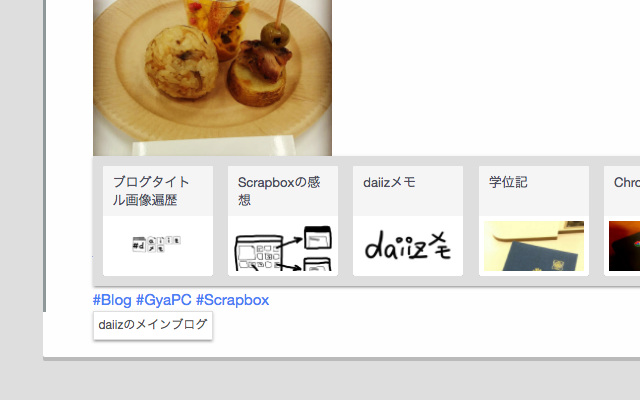 ブログタイト
ル画像遍歴
Scrapboxの感
想
daiizメモ
学位記
Chro
daiizメモ
#Blog #GyaPC #Scrapbox
daiizのメインブログ